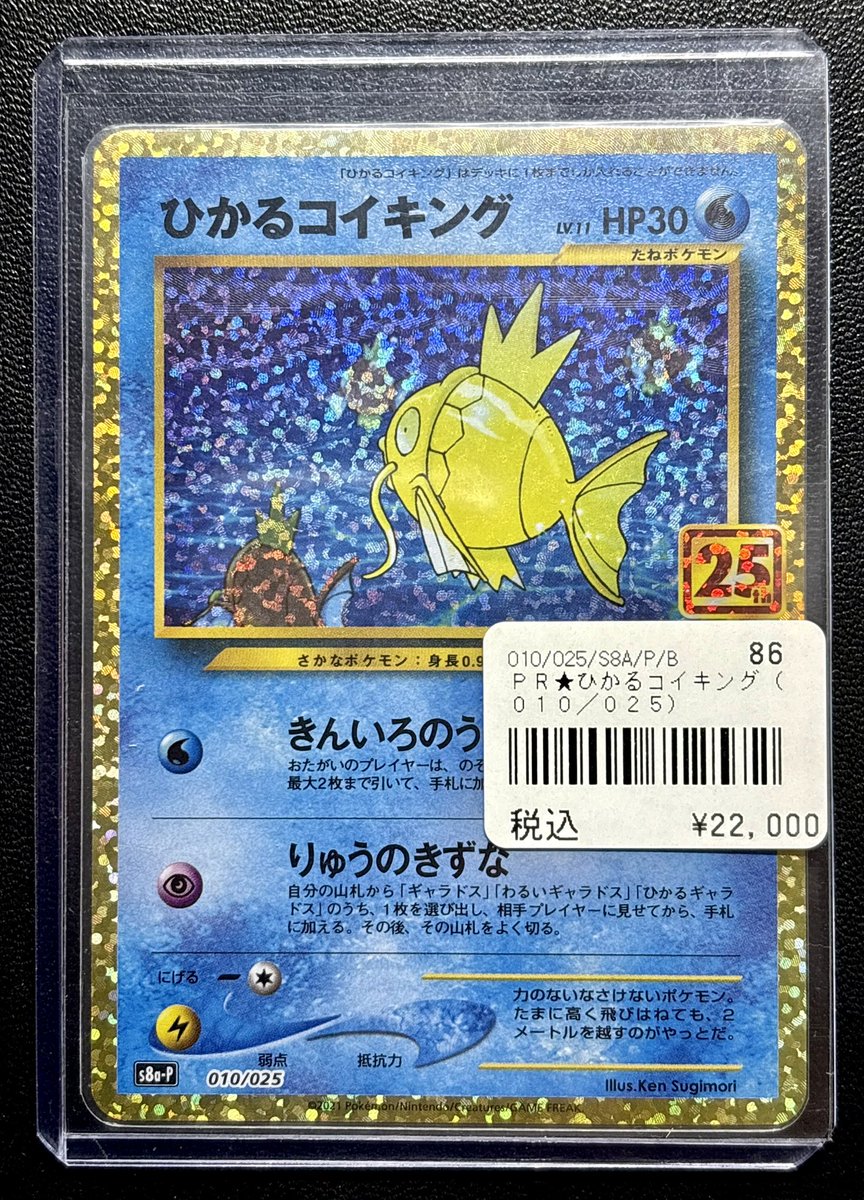 「ひかるコイキング」はデッキに1枚までしか入れることができません。
ひかるコイキング LV.11 HP30
たねポケモン
25th
さかなポケモン：身長0.9
010/025/S8A/P/B 86
ＰＲ★ひかるコイキング（
０１０／０２５）
税込 ¥22,000
きんいろのう
おたがいのプレイヤーは、のぞ
最大2枚まで引いて、手札に加
りゅうのきずな
自分の山札から「ギャラドス」「わるいギャラドス」「ひかるギャラ
ドス」のうち、1枚を選び出し、相手プレイヤーに見せてから、手札
に加える。その後、その山札をよく切る。
にげる
弱点 抵抗力
力のないなさけないポケモン。
たまに高く飛びはねても、2
メートルを越すのがやっとだ。
s8a-P 010/025
Illus.Ken Sugimori
©2021 Pokémon/Nintendo/Creatures/GAME FREAK